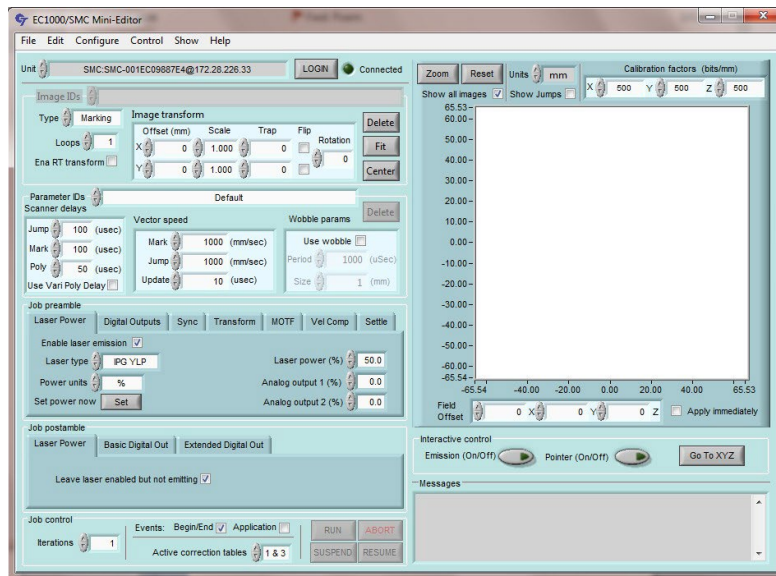 EC1000/SMC Mini-Editor
File Edit Configure Control Show Help
Unit SMC:SMC-001EC09887E4@172.28.226.33 LOGIN Connected
Image IDs
Type Marking
Loops 1
Ena RT transform
Image transform
Offset (mm) Scale Trap Flip Rotation
X 0 1.000 0 0
Y 0 1.000 0
Delete
Fit
Center
Parameter IDs Default Delete
Scanner delays
Jump 100 (usec)
Mark 100 (usec)
Poly 50 (usec)
Use Vari Poly Delay
Vector speed
Mark 1000 (mm/sec)
Jump 1000 (mm/sec)
Update 10 (usec)
Wobble params
Use wobble
Period 1000 (uSec)
Size 1 (mm)
Job preamble
Laser Power Digital Outputs Sync Transform MOTF Vel Comp Settle
Enable laser emission
Laser type IPG YLP Laser power (%) 50.0
Power units % Analog output 1 (%) 0.0
Set power now Set Analog output 2 (%) 0.0
Job postamble
Laser Power Basic Digital Out Extended Digital Out
Leave laser enabled but not emitting
Job control
Iterations 1
Events: Begin/End Application
Active correction tables 1 & 3
RUN ABORT
SUSPEND RESUME
Zoom Reset Units mm
Calibration factors (bits/mm)
X 500 Y 500 Z 500
Show all images Show Jumps
65.53
60.00
50.00
40.00
30.00
20.00
10.00
0.00
-10.00
-20.00
-30.00
-40.00
-50.00
-60.00
-65.54
-65.54 -40.00 -20.00 0.00 20.00 40.00 65.53
Field Offset 0 X 0 Y 0 Z Apply immediately
Interactive control
Emission (On/Off) Pointer (On/Off) Go To XYZ
Messages